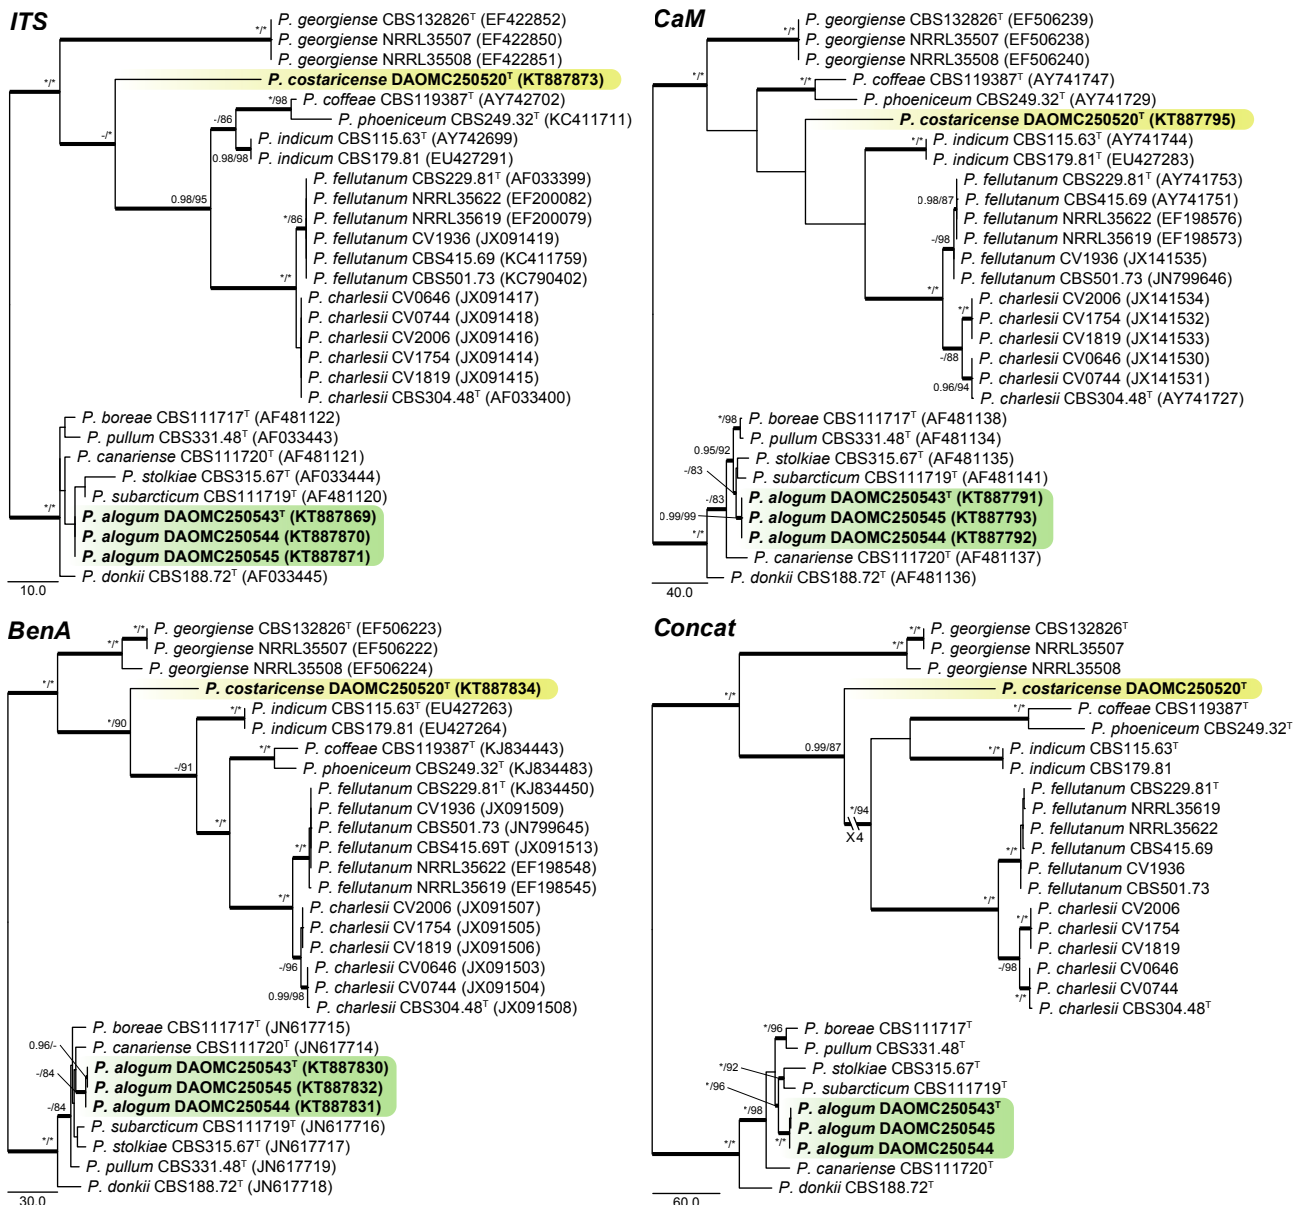 ITS
*/*
P. georgiense CBS132826ᵀ (EF422852)
P. georgiense NRRL35507 (EF422850)
P. georgiense NRRL35508 (EF422851)
*/*
P. costaricense DAOMC250520ᵀ (KT887873)
-/*
*/98
P. coffeae CBS119387ᵀ (AY742702)
P. phoeniceum CBS249.32ᵀ (KC411711)
-/86
P. indicum CBS115.63ᵀ (AY742699)
0.98/98
P. indicum CBS179.81 (EU427291)
0.98/95
P. fellutanum CBS229.81ᵀ (AF033399)
P. fellutanum NRRL35622 (EF200082)
*/86
P. fellutanum NRRL35619 (EF200079)
P. fellutanum CV1936 (JX091419)
P. fellutanum CBS415.69 (KC411759)
*/*
P. fellutanum CBS501.73 (KC790402)
P. charlesii CV0646 (JX091417)
P. charlesii CV0744 (JX091418)
P. charlesii CV2006 (JX091416)
P. charlesii CV1754 (JX091414)
P. charlesii CV1819 (JX091415)
P. charlesii CBS304.48ᵀ (AF033400)
P. boreae CBS111717ᵀ (AF481122)
P. pullum CBS331.48ᵀ (AF033443)
P. canariense CBS111720ᵀ (AF481121)
P. stolkiae CBS315.67ᵀ (AF033444)
P. subarcticum CBS111719ᵀ (AF481120)
*/*
P. alogum DAOMC250543ᵀ (KT887869)
P. alogum DAOMC250544 (KT887870)
P. alogum DAOMC250545 (KT887871)
P. donkii CBS188.72ᵀ (AF033445)
10.0
CaM
*/*
P. georgiense CBS132826ᵀ (EF506239)
P. georgiense NRRL35507 (EF506238)
P. georgiense NRRL35508 (EF506240)
*/*
P. coffeae CBS119387ᵀ (AY741747)
*/*
P. phoeniceum CBS249.32ᵀ (AY741729)
P. costaricense DAOMC250520ᵀ (KT887795)
*/*
P. indicum CBS115.63ᵀ (AY741744)
P. indicum CBS179.81ᵀ (EU427283)
P. fellutanum CBS229.81ᵀ (AY741753)
0.98/87
P. fellutanum CBS415.69 (AY741751)
P. fellutanum NRRL35622 (EF198576)
-/98
P. fellutanum NRRL35619 (EF198573)
P. fellutanum CV1936 (JX141535)
P. fellutanum CBS501.73 (JN799646)
*/*
P. charlesii CV2006 (JX141534)
*/*
P. charlesii CV1754 (JX141532)
P. charlesii CV1819 (JX141533)
-/88
P. charlesii CV0646 (JX141530)
P. charlesii CV0744 (JX141531)
0.96/94
P. charlesii CBS304.48ᵀ (AY741727)
*/98
P. boreae CBS111717ᵀ (AF481138)
P. pullum CBS331.48ᵀ (AF481134)
0.95/92
P. stolkiae CBS315.67ᵀ (AF481135)
-/83
P. subarcticum CBS111719ᵀ (AF481141)
-/83
P. alogum DAOMC250543ᵀ (KT887791)
0.99/99
P. alogum DAOMC250545 (KT887793)
*/*
P. alogum DAOMC250544 (KT887792)
P. canariense CBS111720ᵀ (AF481137)
P. donkii CBS188.72ᵀ (AF481136)
40.0
BenA
*/*
P. georgiense CBS132826ᵀ (EF506223)
*/*
P. georgiense NRRL35507 (EF506222)
P. georgiense NRRL35508 (EF506224)
*/*
P. costaricense DAOMC250520ᵀ (KT887834)
*/90
*/*
P. indicum CBS115.63ᵀ (EU427263)
P. indicum CBS179.81 (EU427264)
*/*
P. coffeae CBS119387ᵀ (KJ834443)
-/91
P. phoeniceum CBS249.32ᵀ (KJ834483)
P. fellutanum CBS229.81ᵀ (KJ834450)
P. fellutanum CV1936 (JX091509)
*/*
P. fellutanum CBS501.73 (JN799645)
*/*
P. fellutanum CBS415.69T (JX091513)
P. fellutanum NRRL35622 (EF198548)
*/*
P. fellutanum NRRL35619 (EF198545)
P. charlesii CV2006 (JX091507)
P. charlesii CV1754 (JX091505)
P. charlesii CV1819 (JX091506)
-/96
P. charlesii CV0646 (JX091503)
P. charlesii CV0744 (JX091504)
0.99/98
P. charlesii CBS304.48ᵀ (JX091508)
P. boreae CBS111717ᵀ (JN617715)
0.96/-
P. canariense CBS111720ᵀ (JN617714)
-/84
P. alogum DAOMC250543ᵀ (KT887830)
P. alogum DAOMC250545 (KT887832)
-/84
P. alogum DAOMC250544 (KT887831)
P. subarcticum CBS111719ᵀ (JN617716)
*/*
P. stolkiae CBS315.67ᵀ (JN617717)
P. pullum CBS331.48ᵀ (JN617719)
P. donkii CBS188.72ᵀ (JN617718)
30.0
Concat
*/*
P. georgiense CBS132826ᵀ
*/*
P. georgiense NRRL35507
P. georgiense NRRL35508
*/*
P. costaricense DAOMC250520ᵀ
*/*
P. coffeae CBS119387ᵀ
P. phoeniceum CBS249.32ᵀ
0.99/87
*/*
P. indicum CBS115.63ᵀ
P. indicum CBS179.81
P. fellutanum CBS229.81ᵀ
*/94
P. fellutanum NRRL35619
X4
P. fellutanum NRRL35622
*/*
P. fellutanum CBS415.69
P. fellutanum CV1936
P. fellutanum CBS501.73
*/*
P. charlesii CV2006
*/*
P. charlesii CV1754
P. charlesii CV1819
-/98
P. charlesii CV0646
P. charlesii CV0744
*/*
P. charlesii CBS304.48ᵀ
*/96
P. boreae CBS111717ᵀ
P. pullum CBS331.48ᵀ
*/92
P. stolkiae CBS315.67ᵀ
*/96
P. subarcticum CBS111719ᵀ
*/98
P. alogum DAOMC250543ᵀ
P. alogum DAOMC250545
*/*
*/*
P. alogum DAOMC250544
P. canariense CBS111720ᵀ
P. donkii CBS188.72ᵀ
60.0